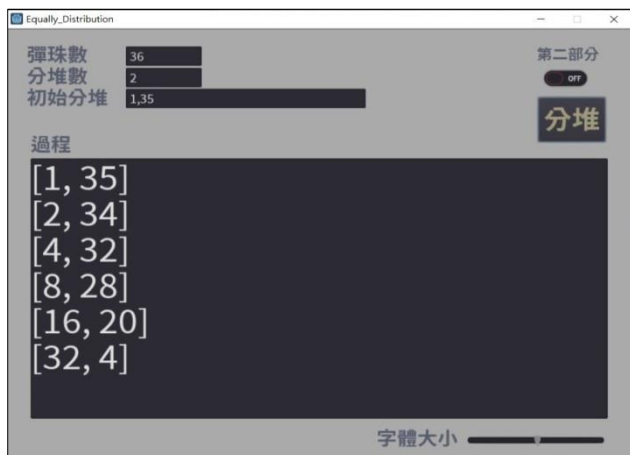 Equally_Distribution
彈珠數 36
分堆數 2
初始分堆 1,35
第二部分
OFF
分堆
過程
[1, 35]
[2, 34]
[4, 32]
[8, 28]
[16, 20]
[32, 4]
字體大小